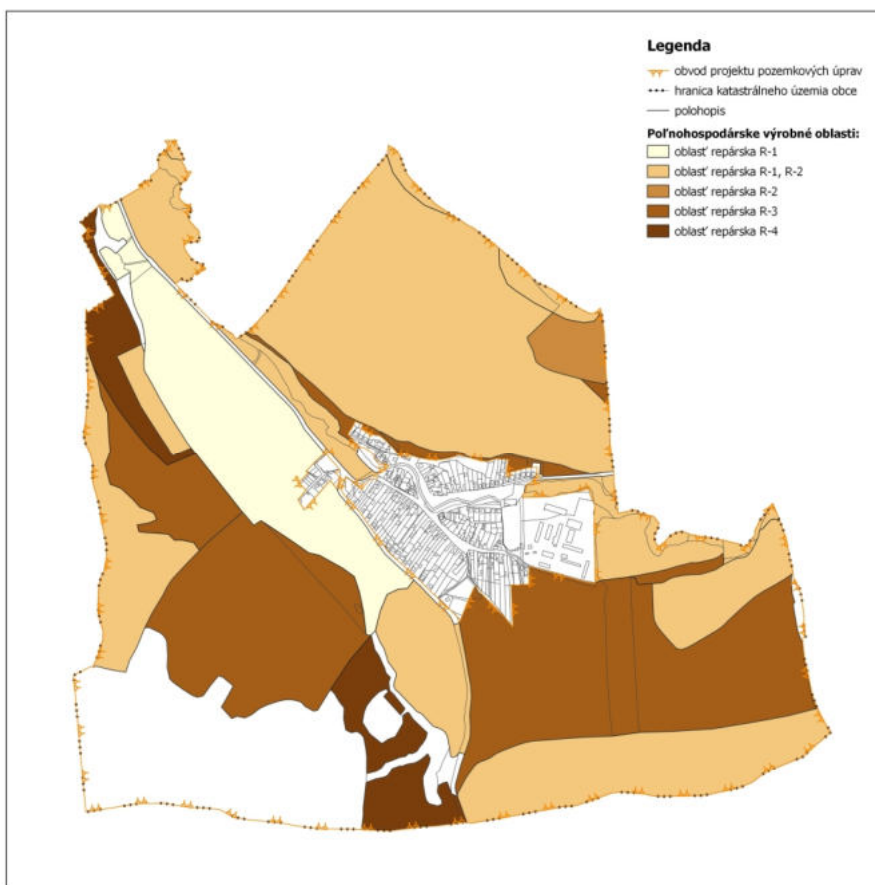 Legenda
obvod projektu pozemkových úprav
hranica katastrálneho územia obce
polohopis
Poľnohospodárske výrobné oblasti:
oblasť repárska R-1
oblasť repárska R-1, R-2
oblasť repárska R-2
oblasť repárska R-3
oblasť repárska R-4